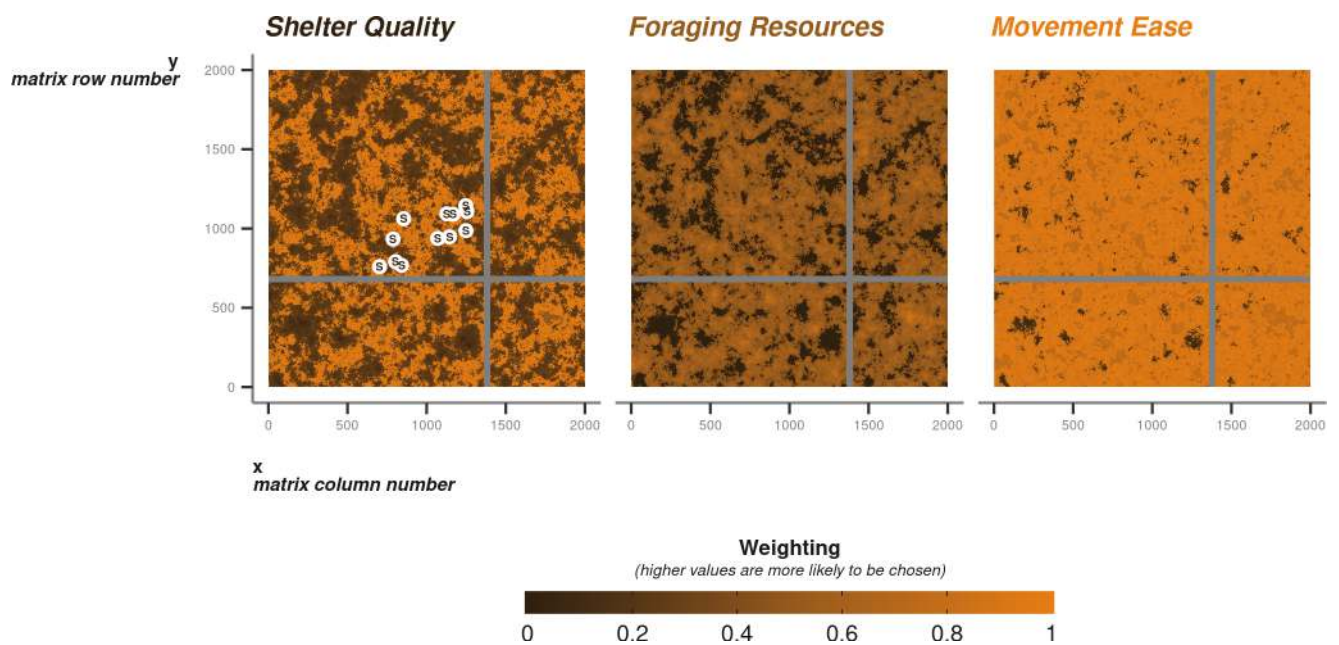 Shelter Quality Foraging Resources Movement Ease
y
matrix row number
2000
1500
1000
500
0
S
S S S S
S
S S S S
S S S
0 500 1000 1500 2000 0 500 1000 1500 2000 0 500 1000 1500 2000
x
matrix column number
Weighting
(higher values are more likely to be chosen)
0 0.2 0.4 0.6 0.8 1